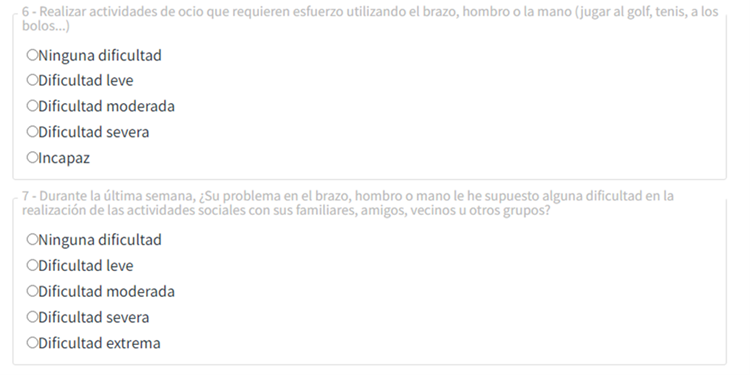 6 - Realizar actividades de ocio que requieren esfuerzo utilizando el brazo, hombro o la mano (jugar al golf, tenis, a los
bolos...)
Ninguna dificultad
Dificultad leve
Dificultad moderada
Dificultad severa
Incapaz
7 - Durante la última semana, ¿Su problema en el brazo, hombro o mano le he supuesto alguna dificultad en la
realización de las actividades sociales con sus familiares, amigos, vecinos u otros grupos?
Ninguna dificultad
Dificultad leve
Dificultad moderada
Dificultad severa
Dificultad extrema